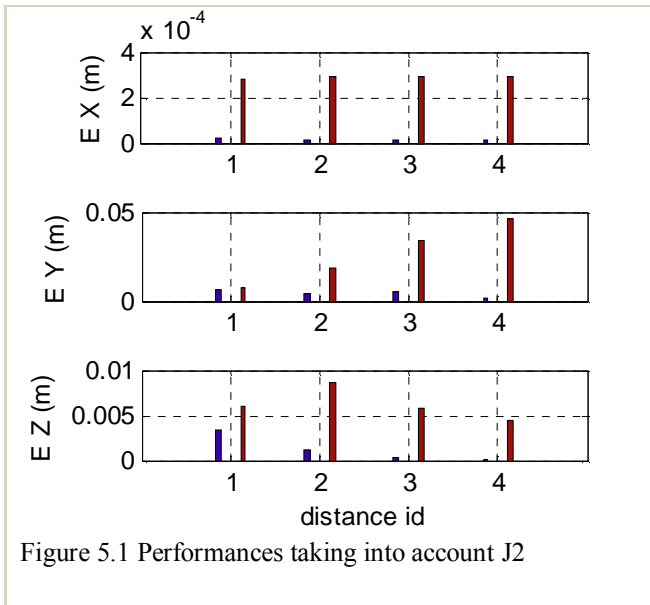 x 10⁻⁴
4
2
0
E X (m)
1 2 3 4
0.05
0
E Y (m)
1 2 3 4
0.01
0.005
0
E Z (m)
1 2 3 4
distance id
Figure 5.1 Performances taking into account J2